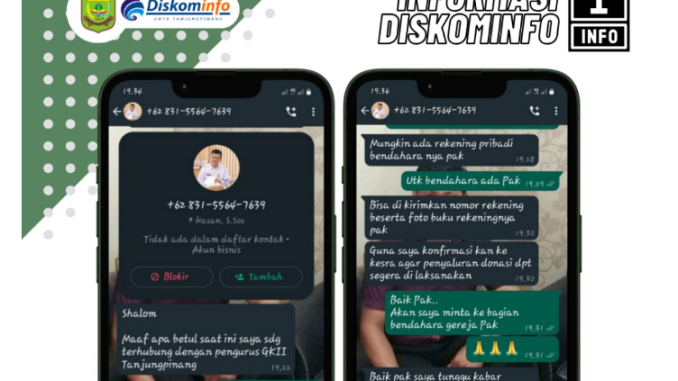 Diskominfo
KOTA TANJUNGPINANG
INFORMASI
DISKOMINFO
1
INFO
19.34
+62 831-5564-7639
+62 831-5564-7639
~ Hasan, S.Sos
Tidak ada dalam daftar kontak •
Akun bisnis
Blokir
Tambah
Shalom
Maaf apa betul saat ini saya sdg
terhubung dengan pengurus GKII
Tanjungpinang
19.22
19.36
+62 831-5564-7639
Mungkin ada rekening pribadi
bendahara nya pak
19.28
Utk bendahara ada Pak
19.29
Bisa di kirimkan nomor rekening
beserta foto buku rekeningnya
pak
19.30
Guna saya konfirmasi kan ke
kesra agar penyaluran donasi dpt
segera di laksanakan
19.30
Baik Pak..
Akan saya minta ke bagian
bendahara gereja Pak
19.31
🙏🙏🙏
19.31
Baik pak saya tunggu kabar